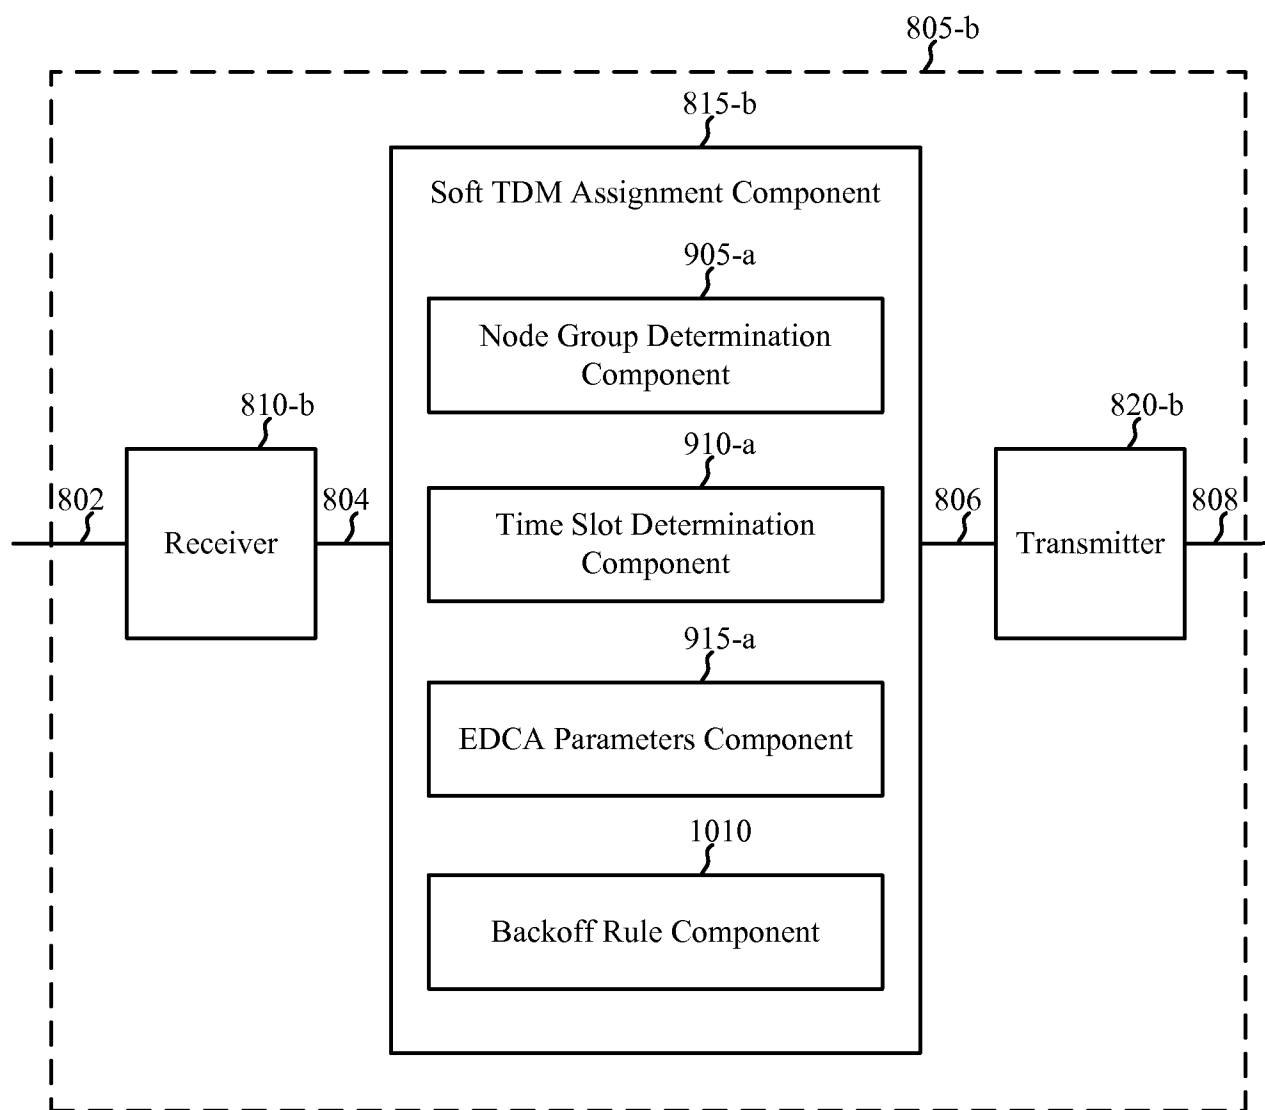 805-b
815-b
Soft TDM Assignment Component
905-a
Node Group Determination
Component
810-b
820-b
910-a
802
804
Time Slot Determination
Component
806
808
Receiver
Transmitter
915-a
EDCA Parameters Component
1010
Backoff Rule Component